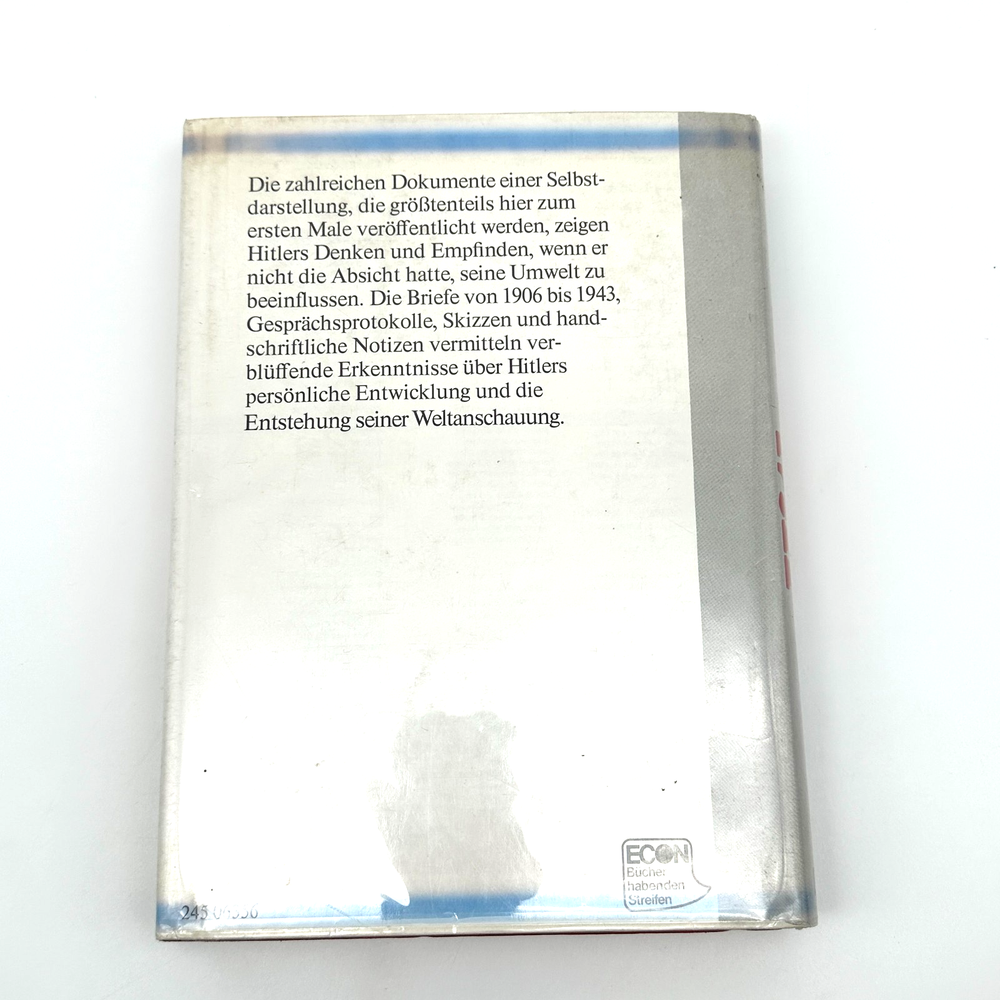 Die zahlreichen Dokumente einer Selbst-
darstellung, die größtenteils hier zum
ersten Male veröffentlicht werden, zeigen
Hitlers Denken und Empfinden, wenn er
nicht die Absicht hatte, seine Umwelt zu
beeinflussen. Die Briefe von 1906 bis 1943,
Gesprächsprotokolle, Skizzen und hand-
schriftliche Notizen vermitteln ver-
blüffende Erkenntnisse über Hitlers
persönliche Entwicklung und die
Entstehung seiner Weltanschauung.
ECON
Bücher
habenden
Streifen